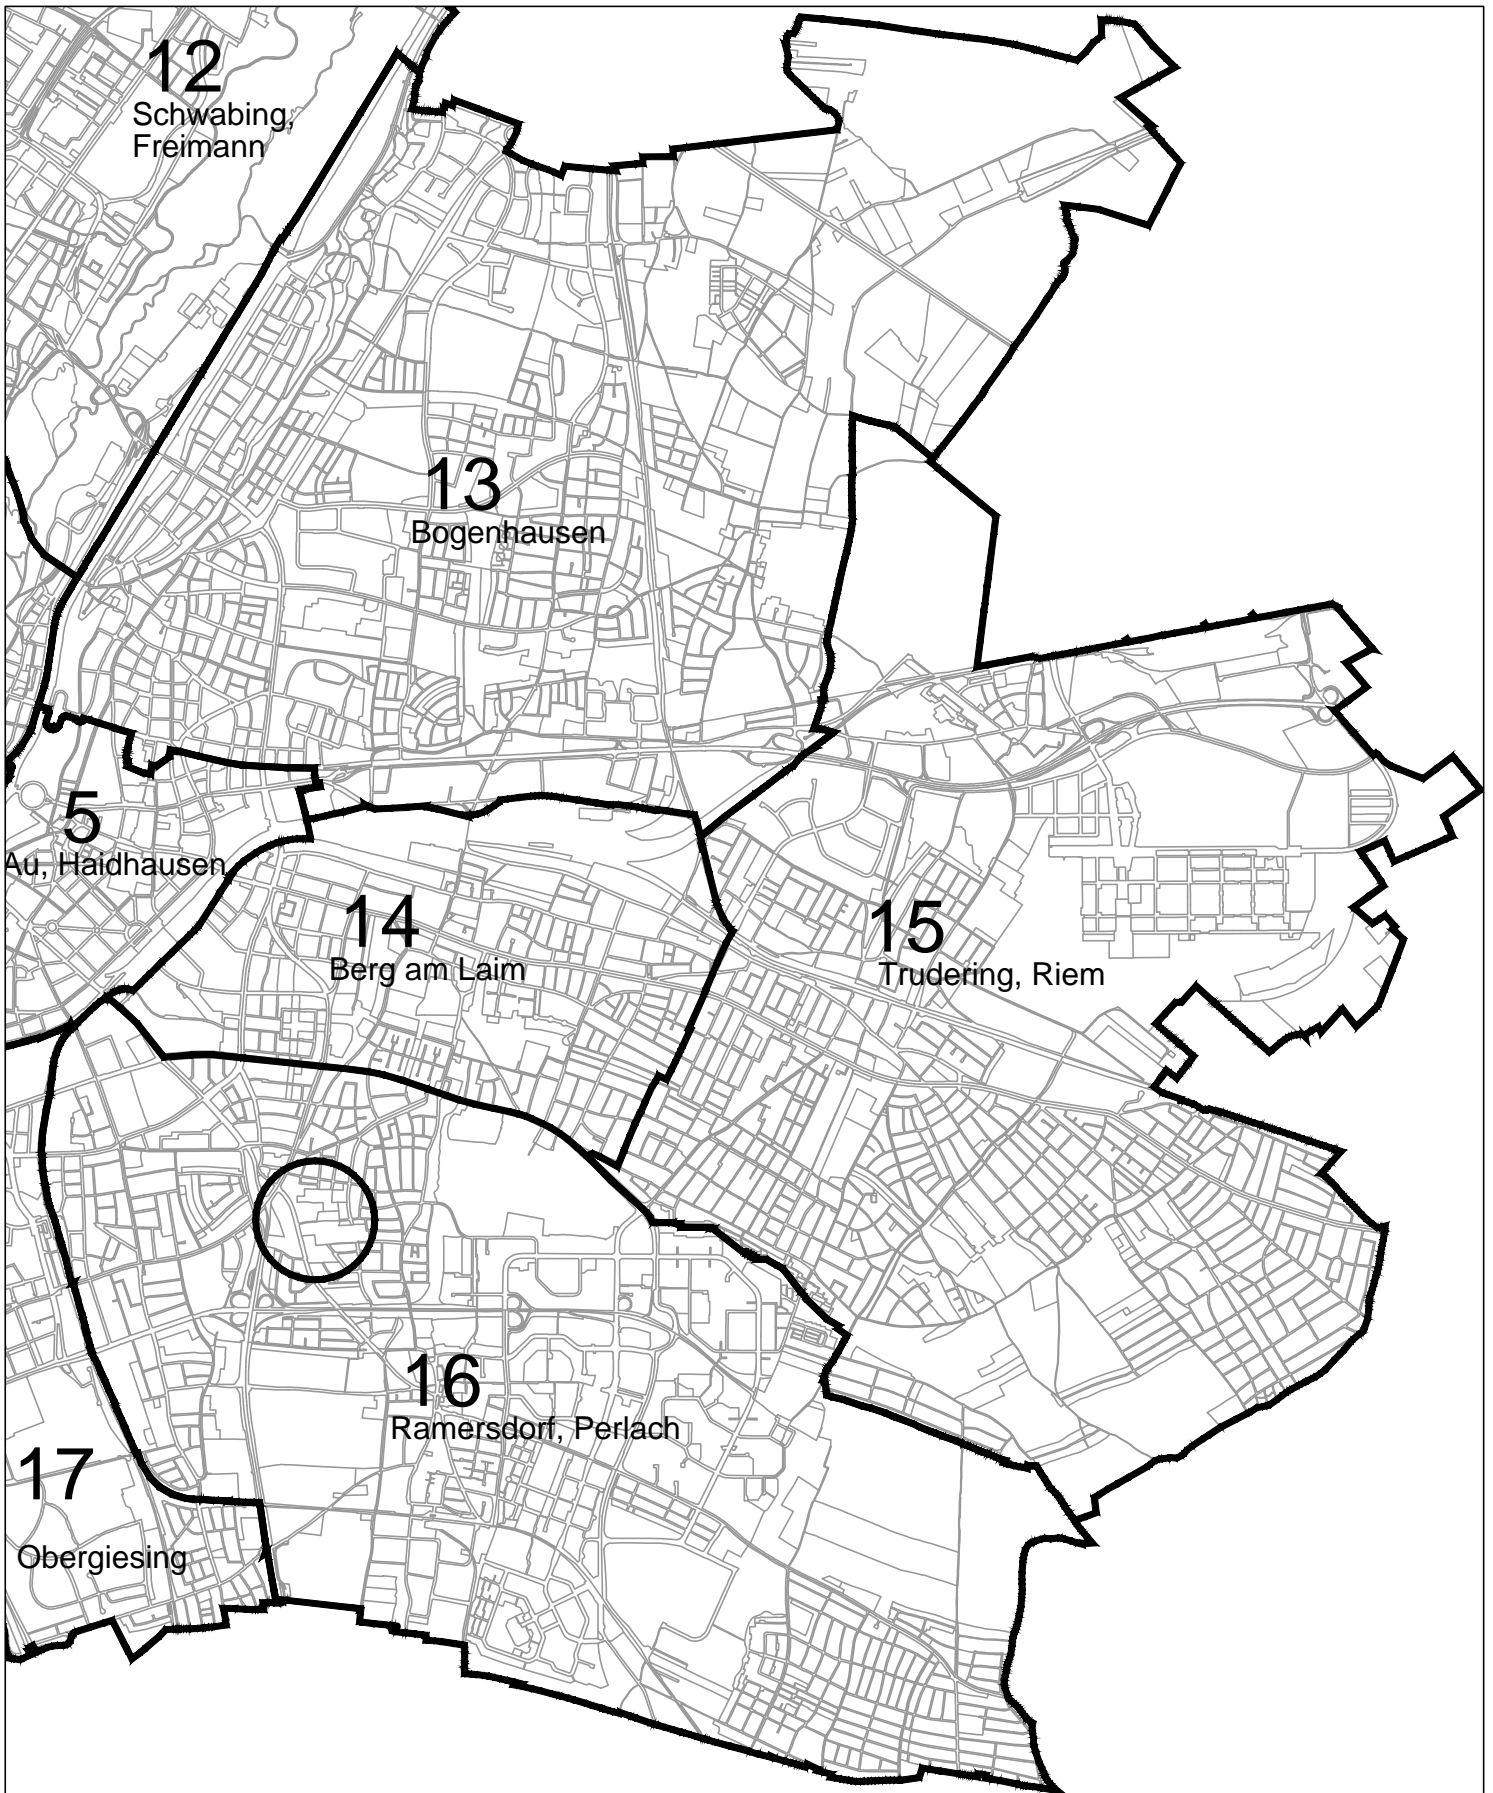 12
Schwabing,
Freimann
13
Bogenhausen
5
Au, Haidhausen
14
Berg am Laim
15
Trudering, Riem
16
Ramersdorf, Perlach
17
Obergiesing